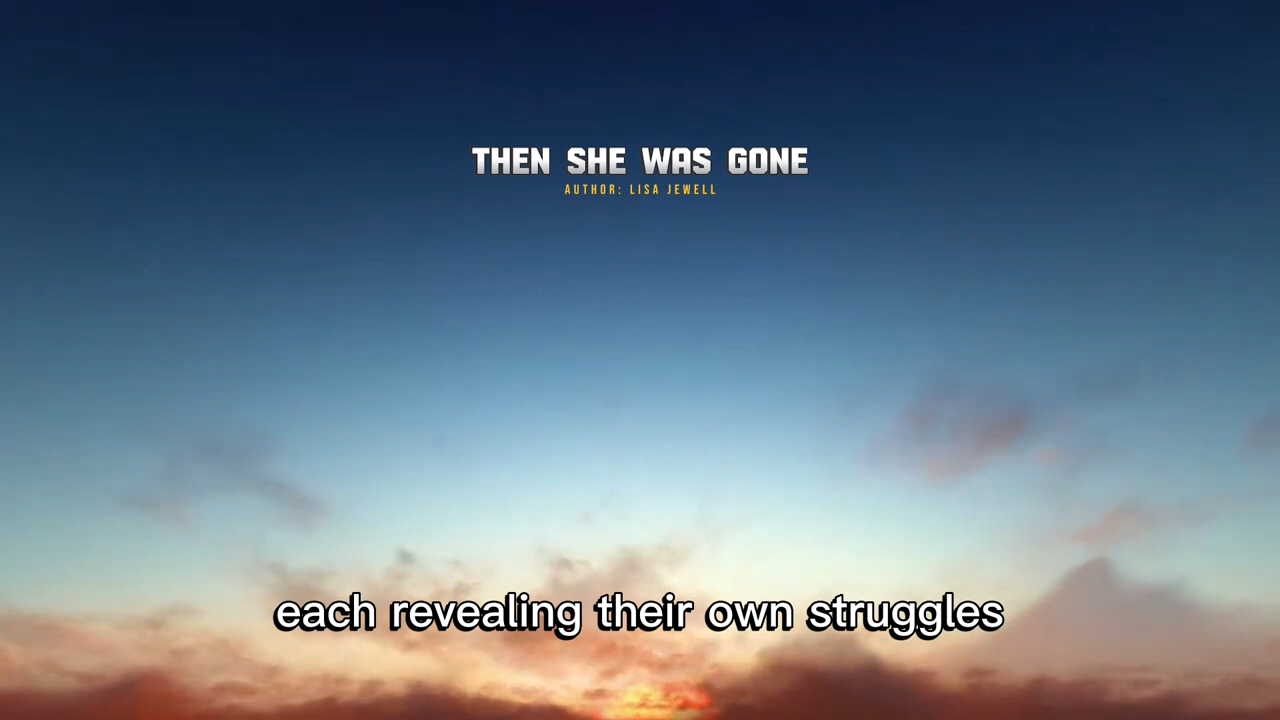 THEN SHE WAS GONE
AUTHOR: LISA JEWELL
each revealing their own struggles